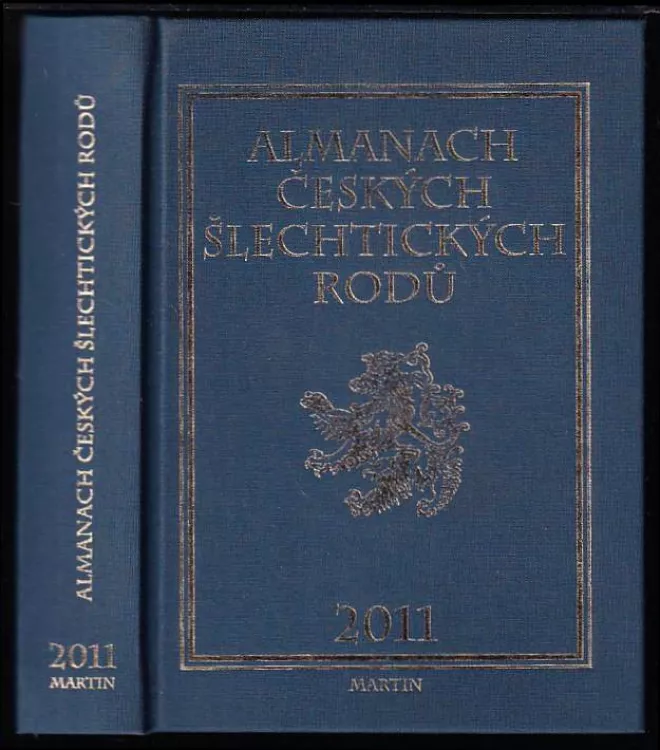 ALMANACH ČESKÝCH ŠLECHTICKÝCH RODŮ
2011
MARTIN
ALMANACH
ČESKÝCH
ŠLECHTICKÝCH
RODŮ
2011
MARTIN